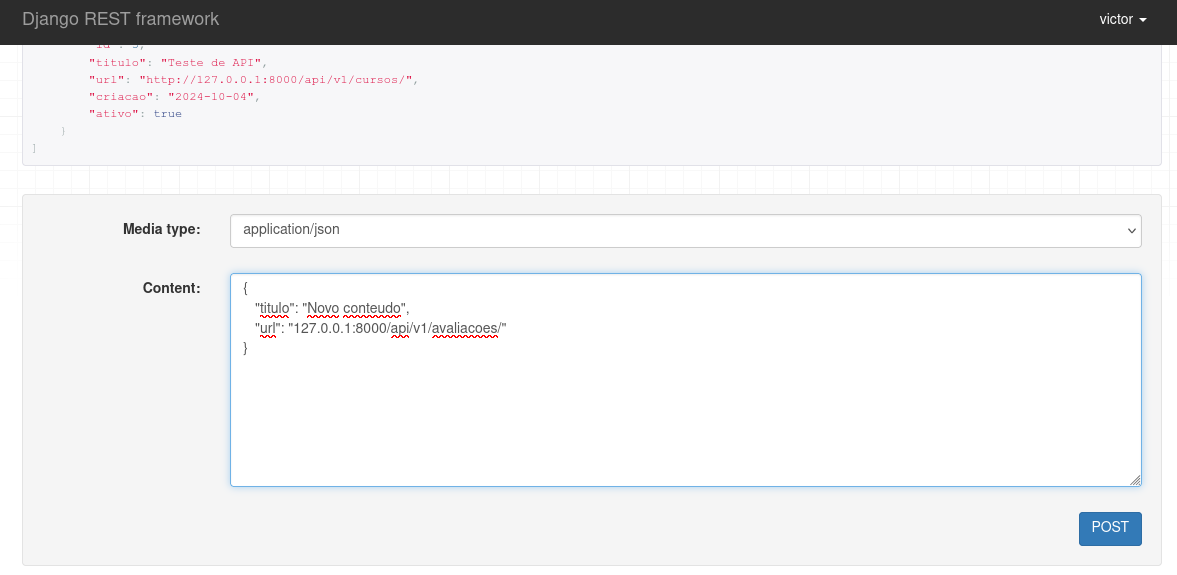 Django REST framework
victor
"titulo": "Teste de API",
"url": "http://127.0.0.1:8000/api/v1/cursos/",
"criacao": "2024-10-04",
"ativo": true
}
]
Media type:
application/json
Content:
{
"titulo": "Novo conteudo",
"url": "127.0.0.1:8000/api/v1/avaliacoes/"
}
POST